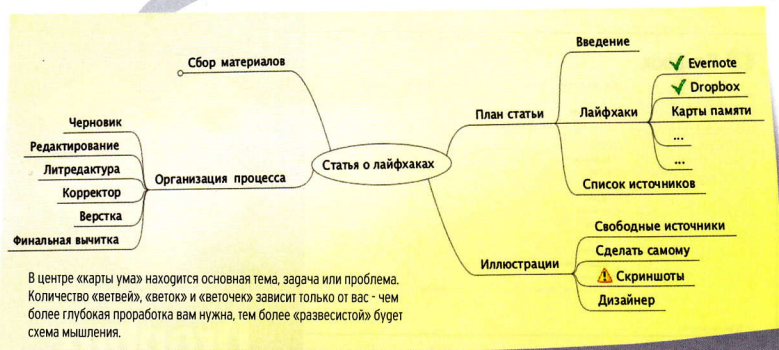 Сбор материалов
Черновик
Редактирование
Литредактура
Корректор
Верстка
Финальная вычитка
Организация процесса
Статья о лайфхаках
План статьи
Введение
Лайфхаки
Evernote
Dropbox
Карты памяти
...
...
Список источников
Иллюстрации
Свободные источники
Сделать самому
Скриншоты
Дизайнер
В центре «карты ума» находится основная тема, задача или проблема.
Количество «ветвей», «веток» и «веточек» зависит только от вас - чем
более глубокая проработка вам нужна, тем более «развесистой» будет
схема мышления.